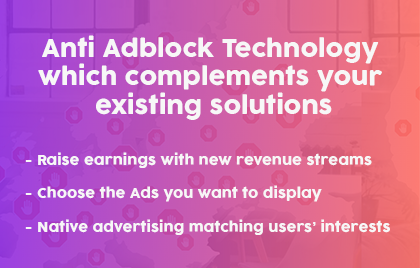 Anti Adblock Technology
which complements your
existing solutions
- Raise earnings with new revenue streams
- Choose the Ads you want to display
- Native advertising matching users' interests